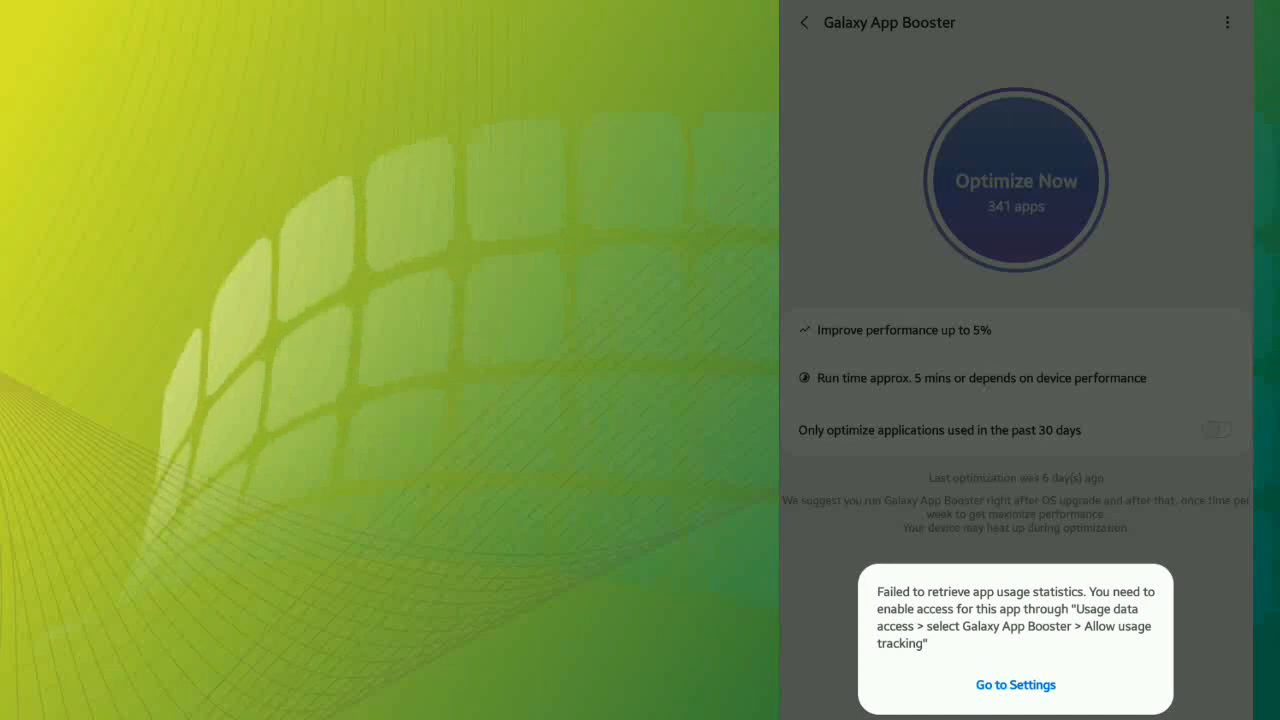 Galaxy App Booster
Optimize Now
341 apps
Improve performance up to 5%
Run time approx. 5 mins or depends on device performance
Only optimize applications used in the past 30 days
Last optimization was 6 day(s) ago
We suggest you run Galaxy App Booster right after OS upgrade and after that, once time per
week to get maximize performance.
Your device may heat up during optimization.
Failed to retrieve app usage statistics. You need to
enable access for this app through "Usage data
access > select Galaxy App Booster > Allow usage
tracking"
Go to Settings